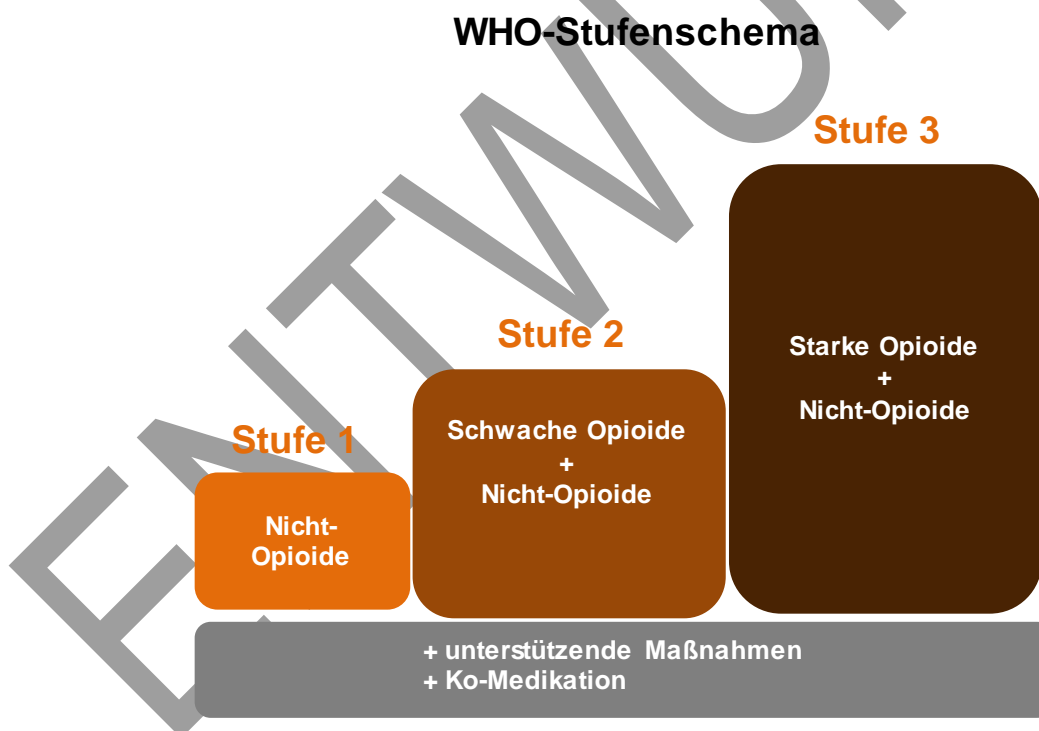 WHO-Stufenschema
Stufe 1
Nicht-
Opioide
Stufe 2
Schwache Opioide
+
Nicht-Opioide
Stufe 3
Starke Opioide
+
Nicht-Opioide
+ unterstützende Maßnahmen
+ Ko-Medikation
ENTWU